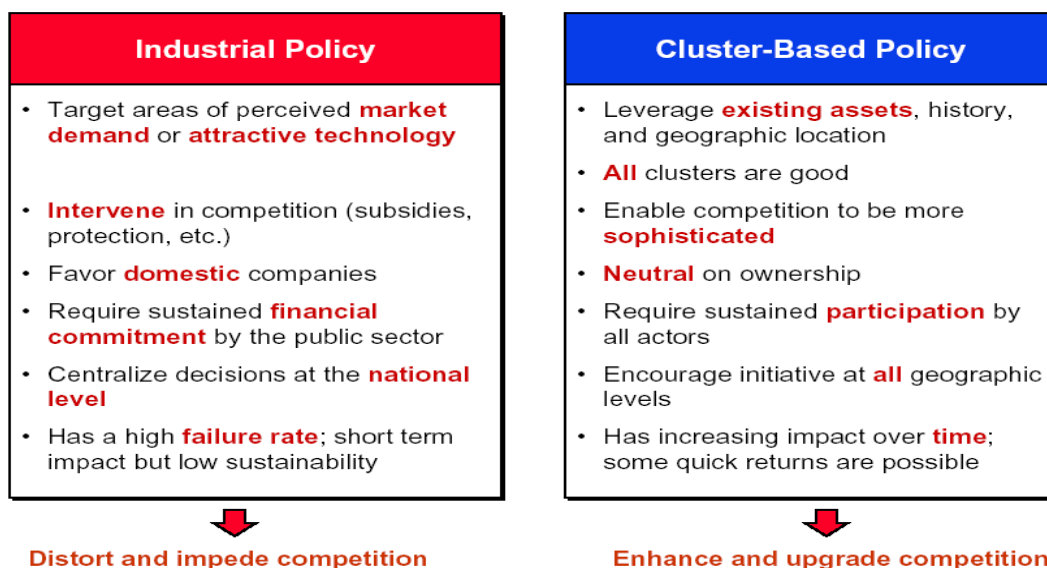 Industrial Policy
• Target areas of perceived market
demand or attractive technology
• Intervene in competition (subsidies,
protection, etc.)
• Favor domestic companies
• Require sustained financial
commitment by the public sector
• Centralize decisions at the national
level
• Has a high failure rate; short term
impact but low sustainability
Distort and impede competition
Cluster-Based Policy
• Leverage existing assets, history,
and geographic location
• All clusters are good
• Enable competition to be more
sophisticated
• Neutral on ownership
• Require sustained participation by
all actors
• Encourage initiative at all geographic
levels
• Has increasing impact over time;
some quick returns are possible
Enhance and upgrade competition